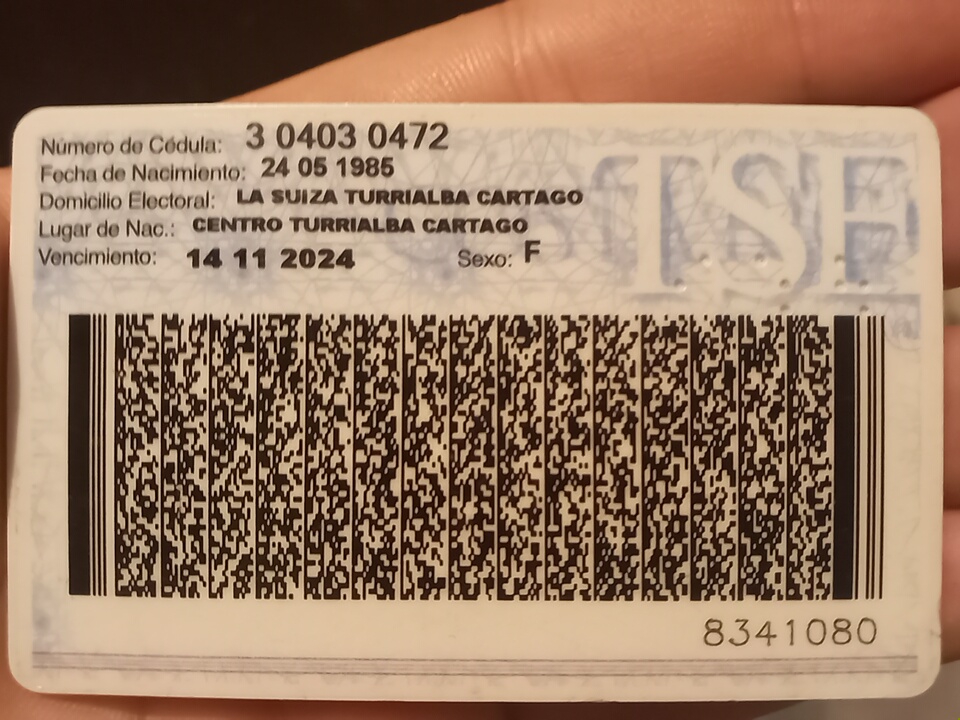 Número de Cédula: 3 0403 0472
Fecha de Nacimiento: 24 05 1985
Domicilio Electoral: LA SUIZA TURRIALBA CARTAGO
Lugar de Nac.: CENTRO TURRIALBA CARTAGO
Vencimiento: 14 11 2024 Sexo: F
TSE
8341080